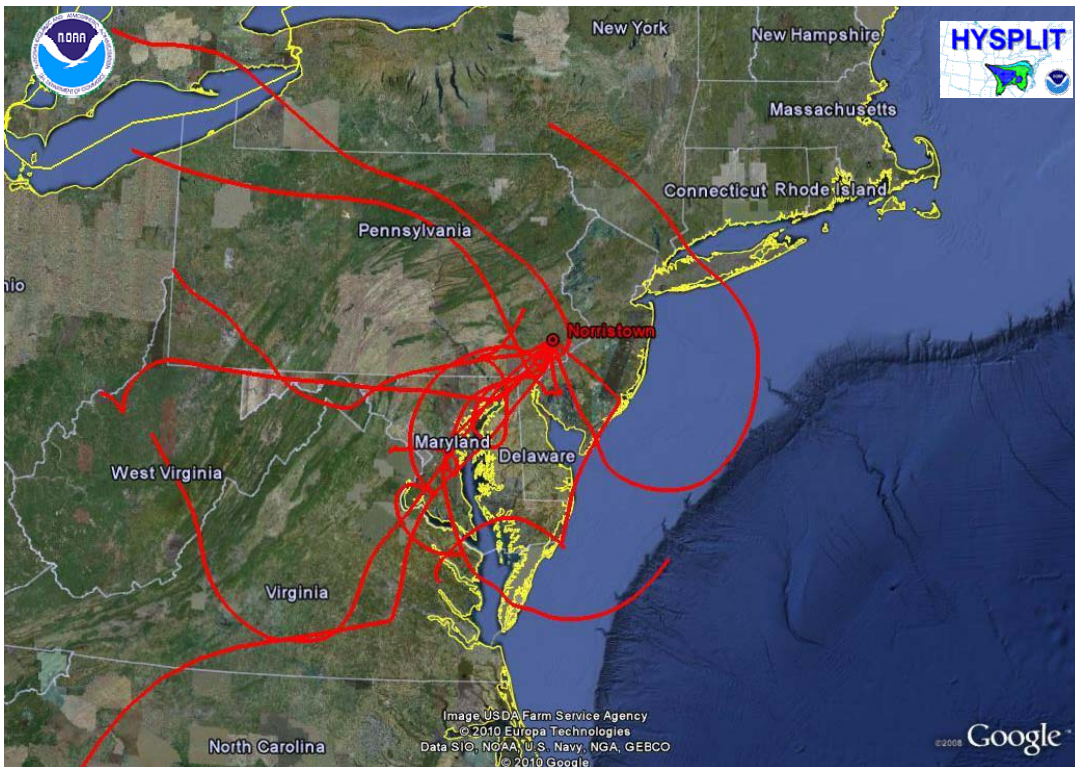 NOAA
New York
New Hampshire
HYSPLIT
Massachusetts
Connecticut
Rhode Island
Pennsylvania
nio
Norristown
Maryland
Delaware
West Virginia
Virginia
North Carolina
Image USDA Farm Service Agency
© 2010 Europa Technologies
Data SIO, NOAA, U.S. Navy, NGA, GEBCO
© 2010 Google
©2008 Google